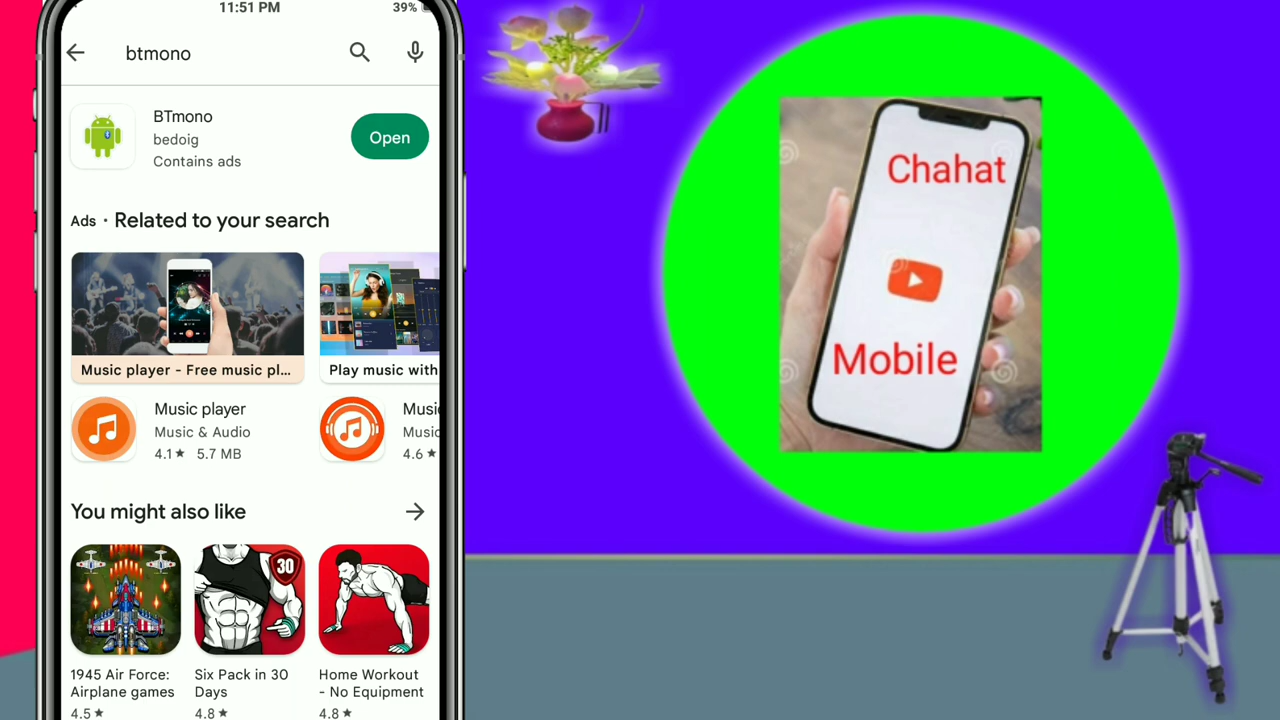 11:51 PM
39%
btmono
BTmono
bedoig
Contains ads
Open
Ads · Related to your search
Music player - Free music pl...
Play music with
Music player
Music & Audio
4.1★ 5.7 MB
4.6★
You might also like
30
1945 Air Force:
Airplane games
4.5★
Six Pack in 30
Days
4.8★
Home Workout
- No Equipment
4.8★
Chahat
Mobile